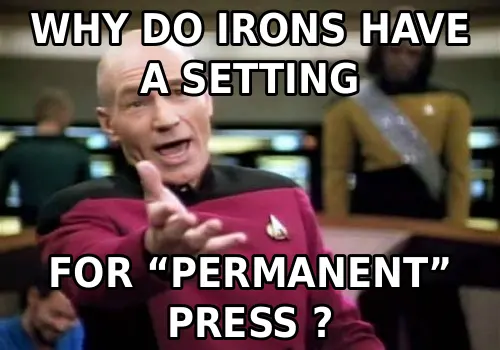 WHY DO IRONS HAVE
A SETTING
FOR “PERMANENT”
PRESS ?